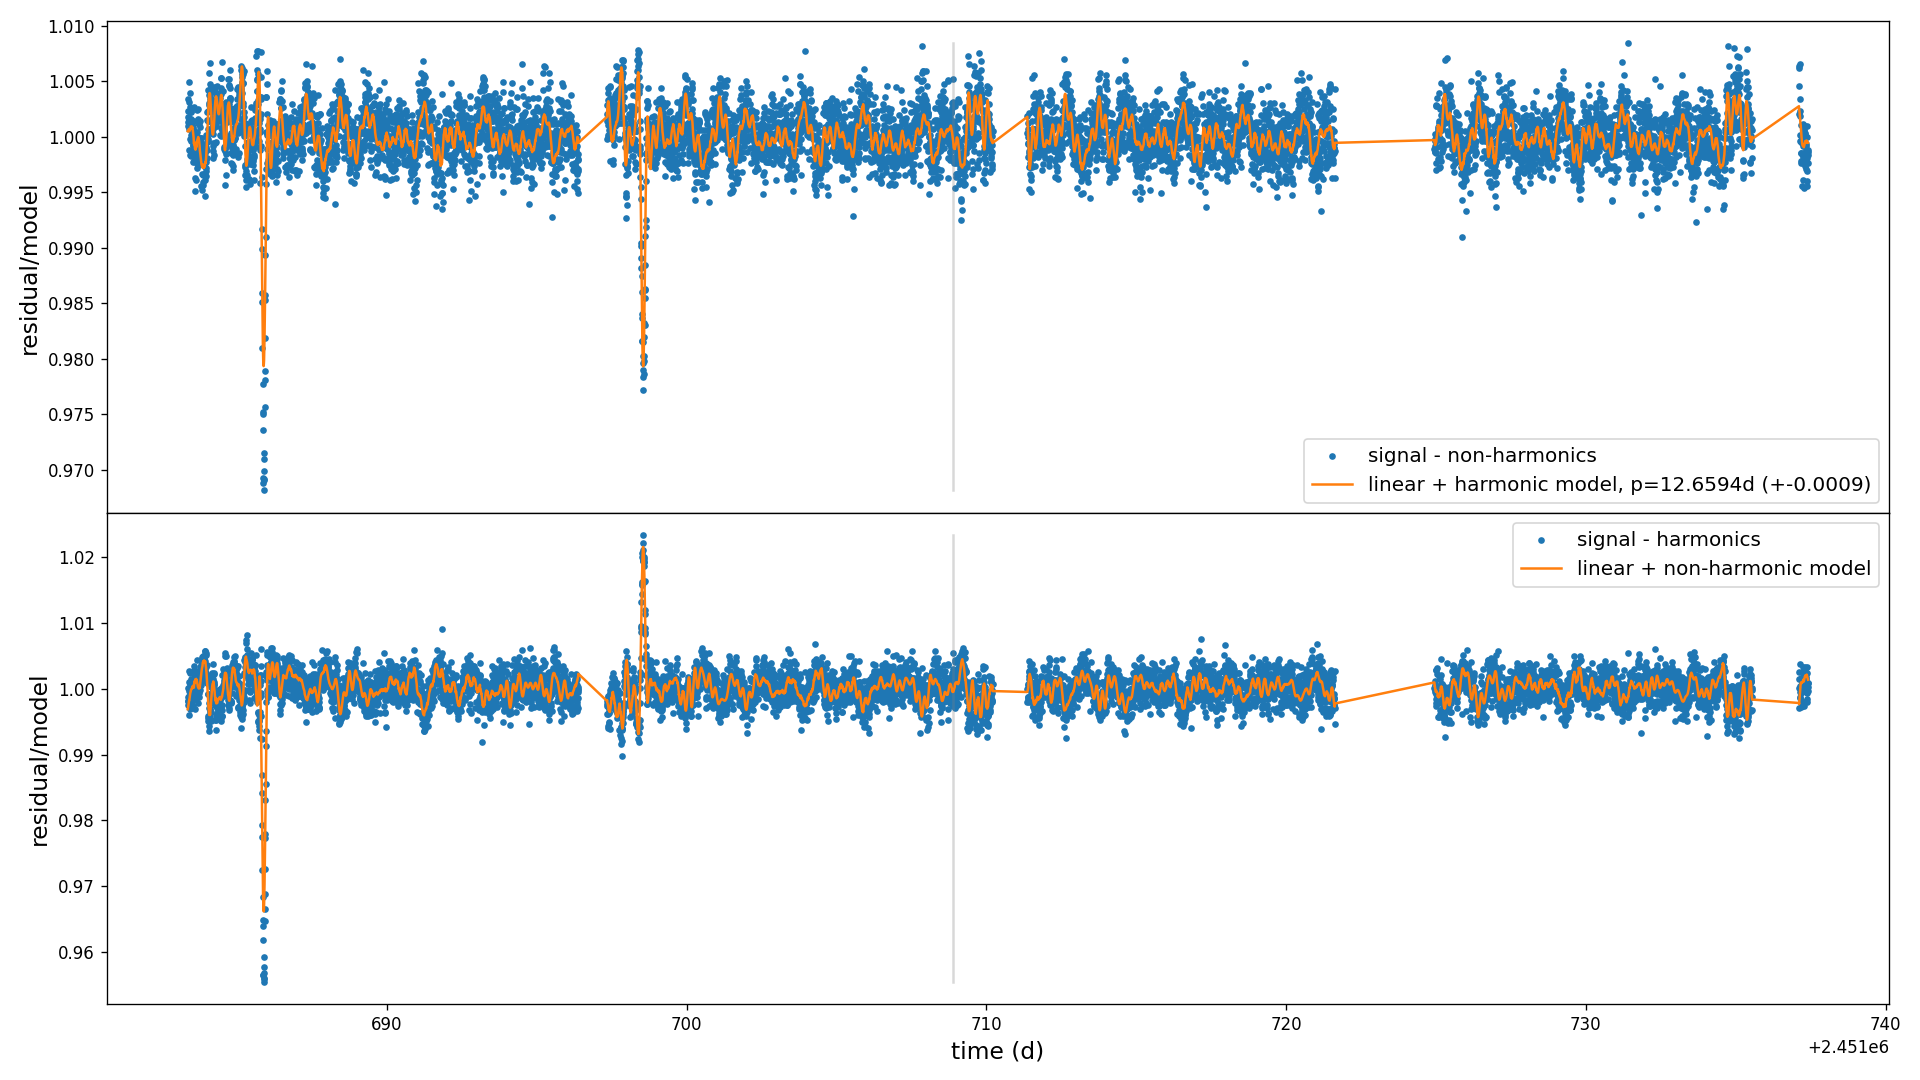 1.010
1.005
1.000
0.995
0.990
0.985
0.980
0.975
0.970
residual/model
signal - non-harmonics
linear + harmonic model, p=12.6594d (+-0.0009)
1.02
1.01
1.00
0.99
0.98
0.97
0.96
residual/model
signal - harmonics
linear + non-harmonic model
690 700 710 720 730 740
time (d)
+2.451e6